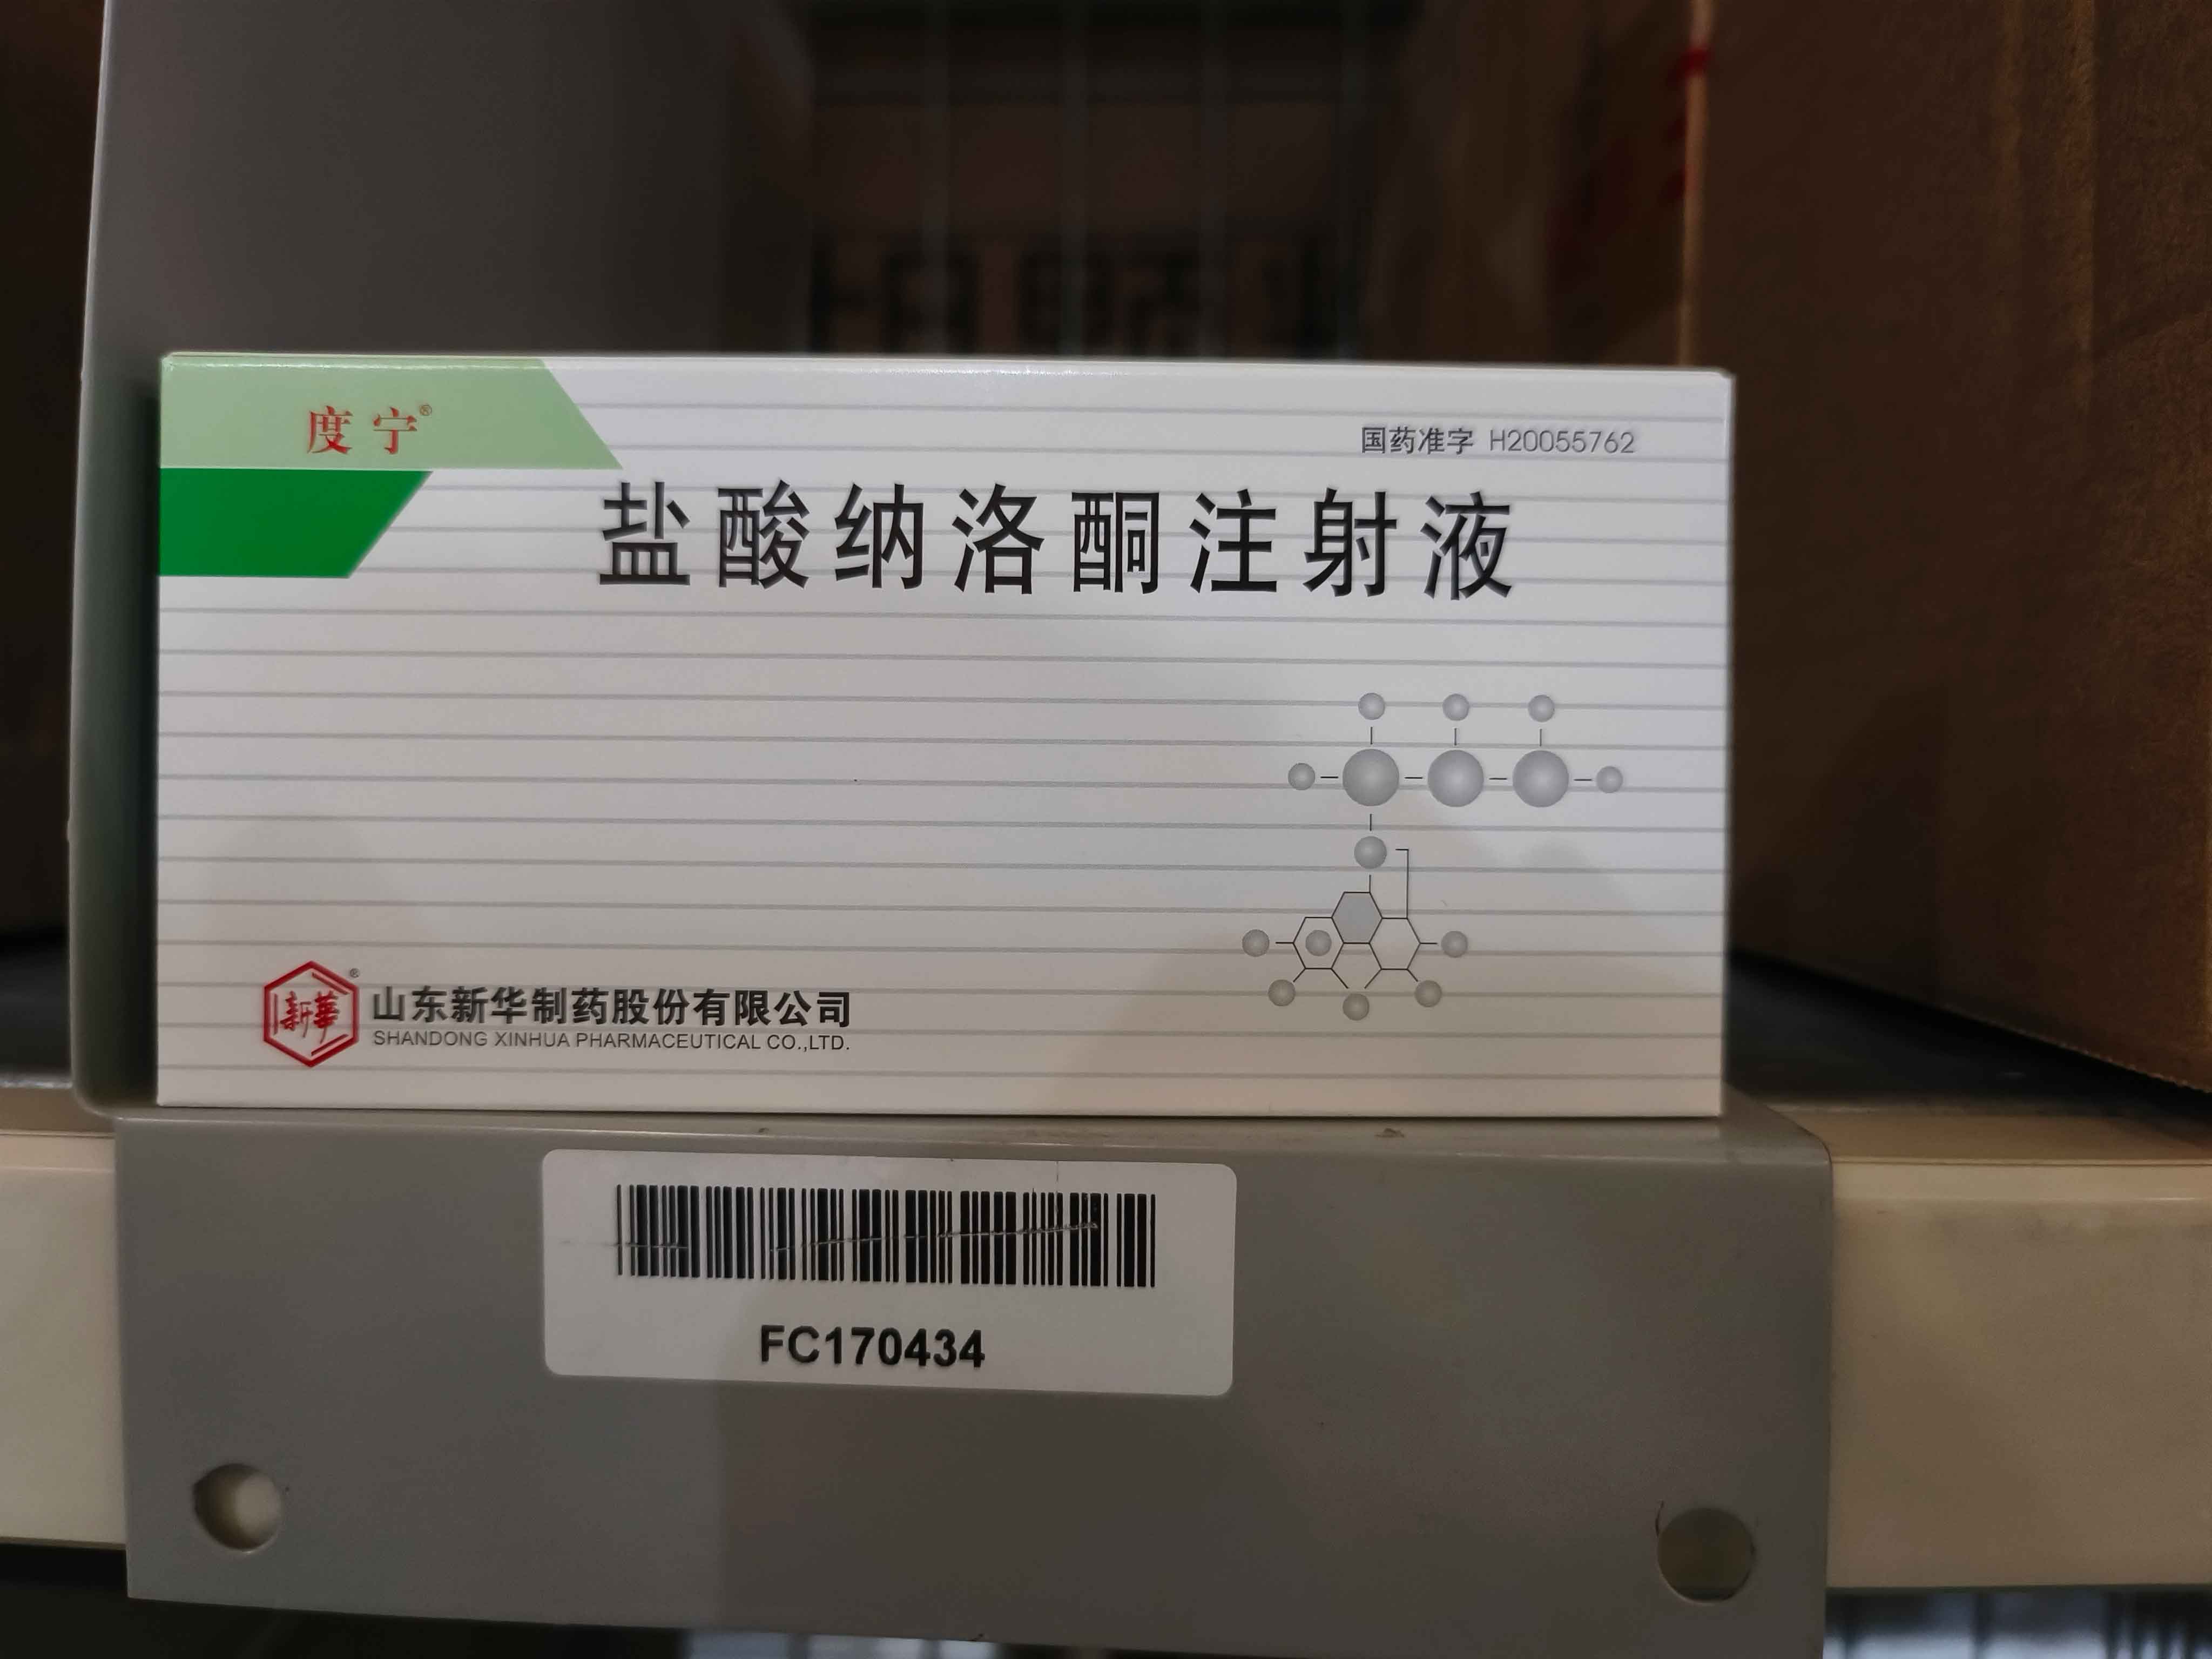 度宁®
国药准字 H20055762
盐酸纳洛酮注射液
新華®
山东新华制药股份有限公司
SHANDONG XINHUA PHARMACEUTICAL CO.,LTD.
FC170434